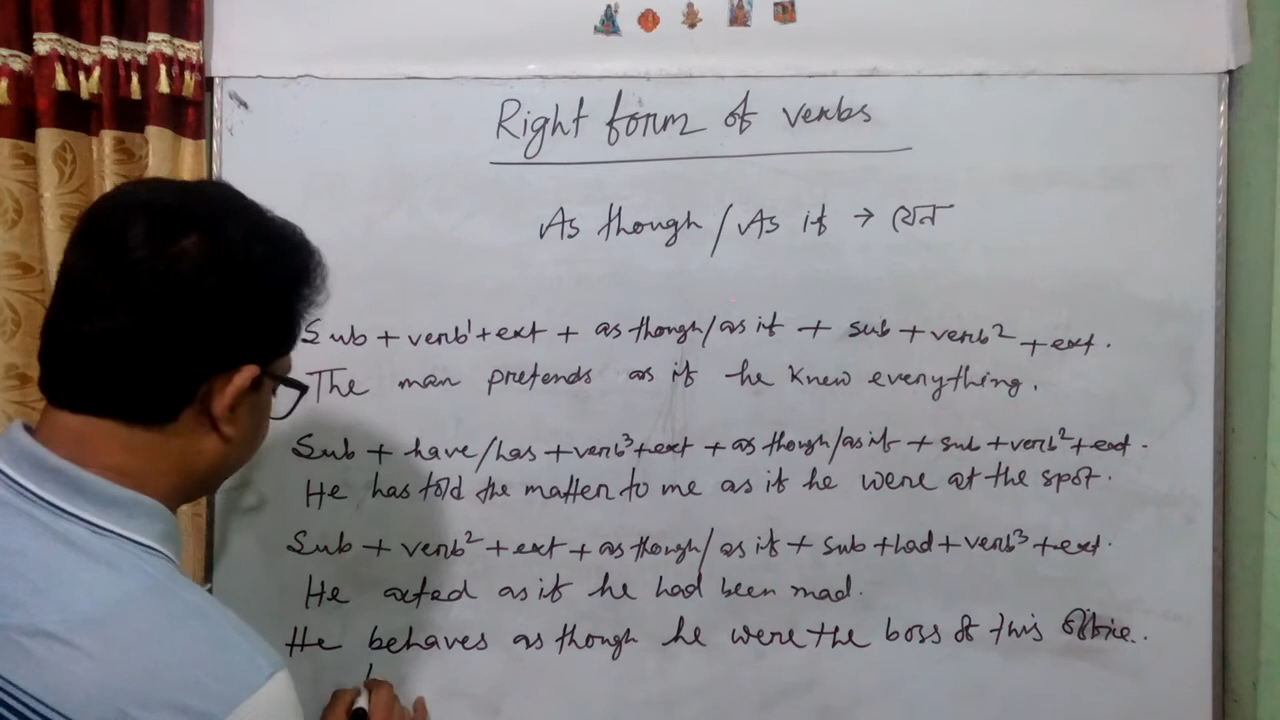 Right form of verbs
As though / As if → যেন
Sub + verb¹ + ext + as though/as if + sub + verb² + ext.
The man pretends as if he knew everything.
Sub + have/has + verb³ + ext + as though/as if + sub + verb² + ext.
He has told the matter to me as if he were at the spot.
Sub + verb² + ext + as though/as if + sub + had + verb³ + ext.
He acted as if he had been mad.
He behaves as though he were the boss of this office.